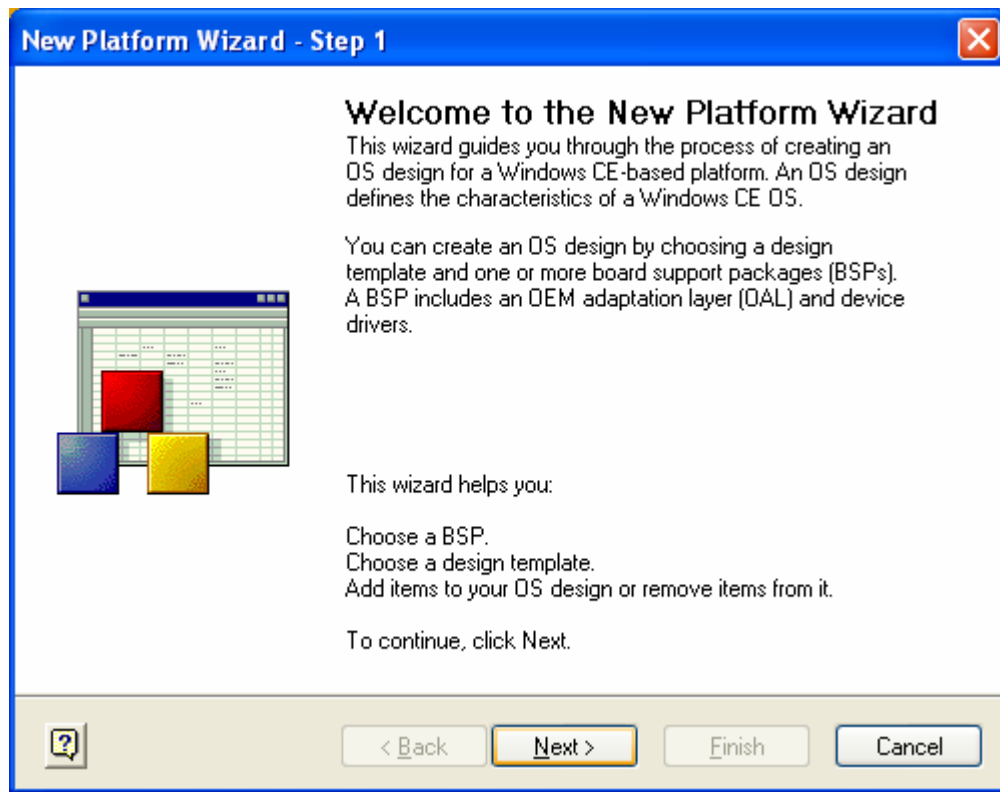 New Platform Wizard - Step 1
Welcome to the New Platform Wizard
This wizard guides you through the process of creating an
OS design for a Windows CE-based platform. An OS design
defines the characteristics of a Windows CE OS.
You can create an OS design by choosing a design
template and one or more board support packages (BSPs).
A BSP includes an OEM adaptation layer (OAL) and device
drivers.
This wizard helps you:
Choose a BSP.
Choose a design template.
Add items to your OS design or remove items from it.
To continue, click Next.
< Back Next > Finish Cancel